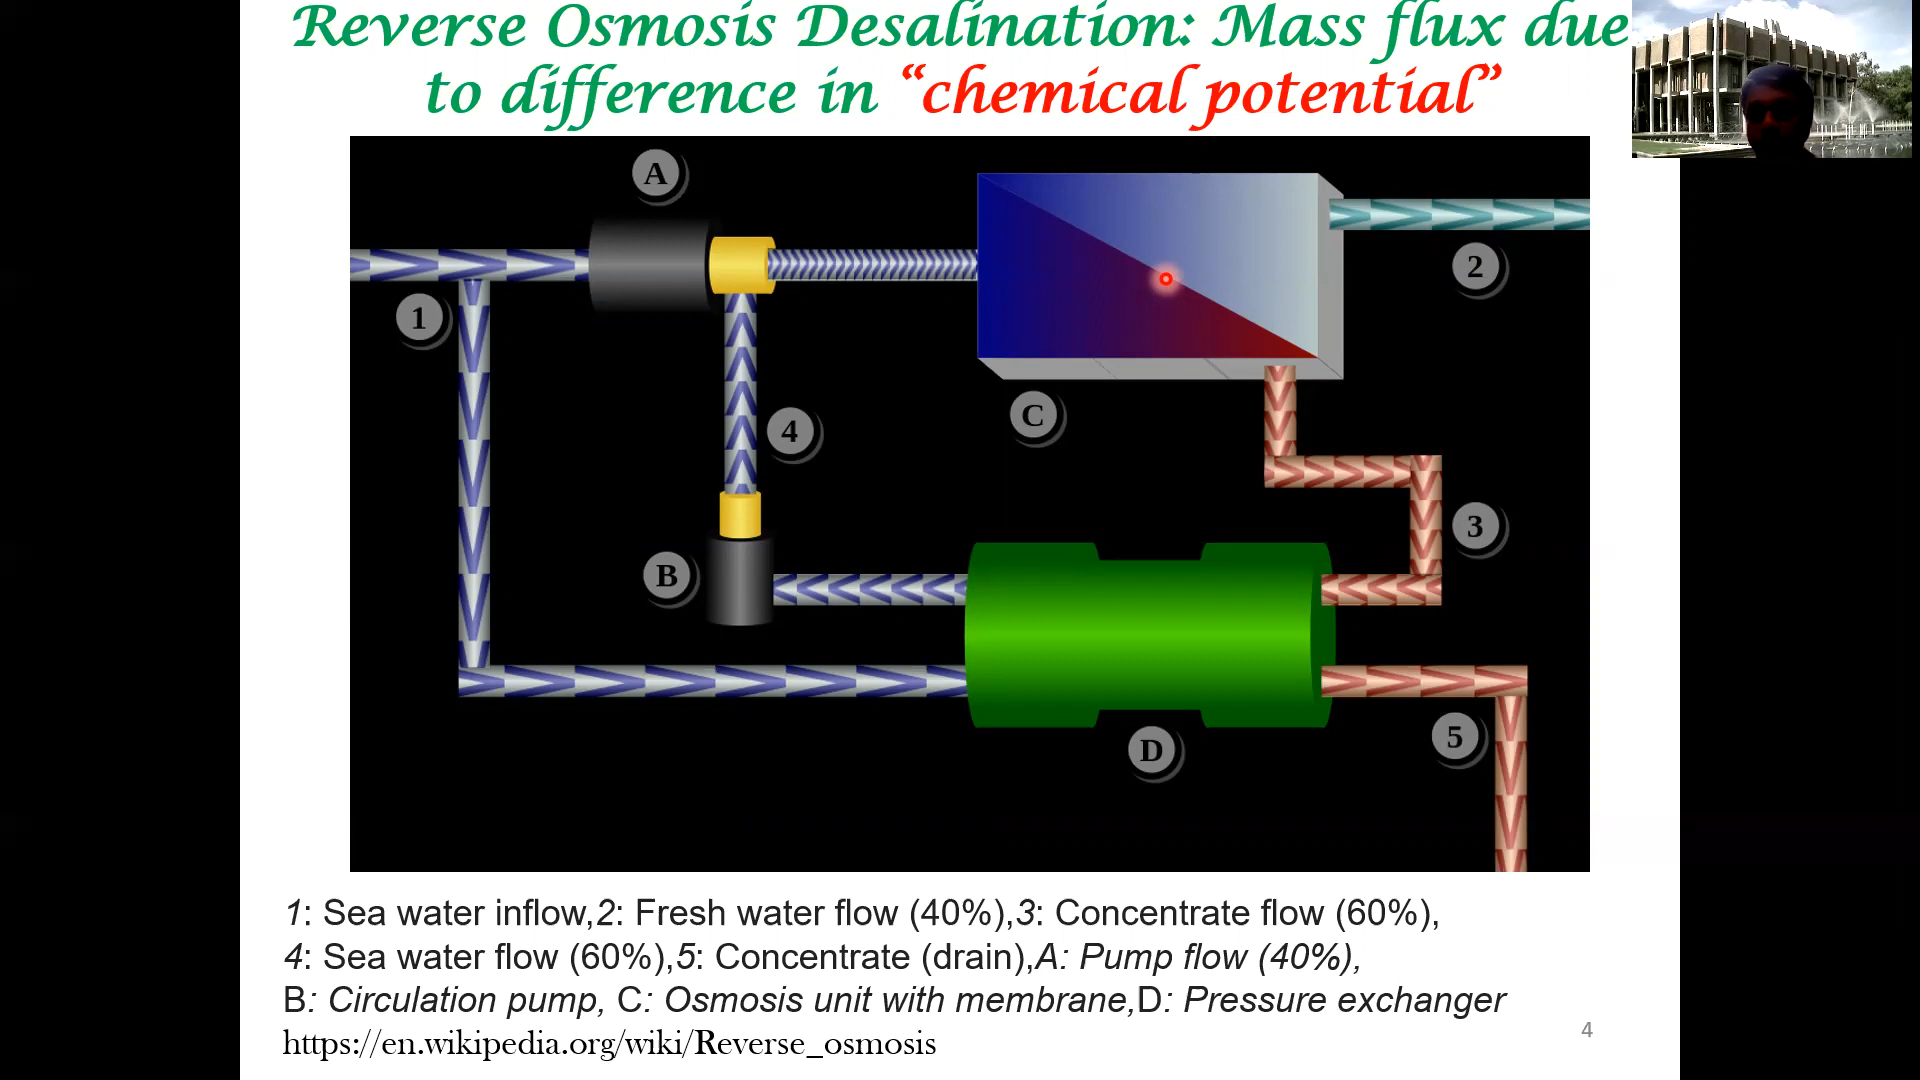 Reverse Osmosis Desalination: Mass flux due
to difference in “chemical potential”
A
1
2
4
C
3
B
5
D
1: Sea water inflow,2: Fresh water flow (40%),3: Concentrate flow (60%),
4: Sea water flow (60%),5: Concentrate (drain),A: Pump flow (40%),
B: Circulation pump, C: Osmosis unit with membrane,D: Pressure exchanger
https://en.wikipedia.org/wiki/Reverse_osmosis
4